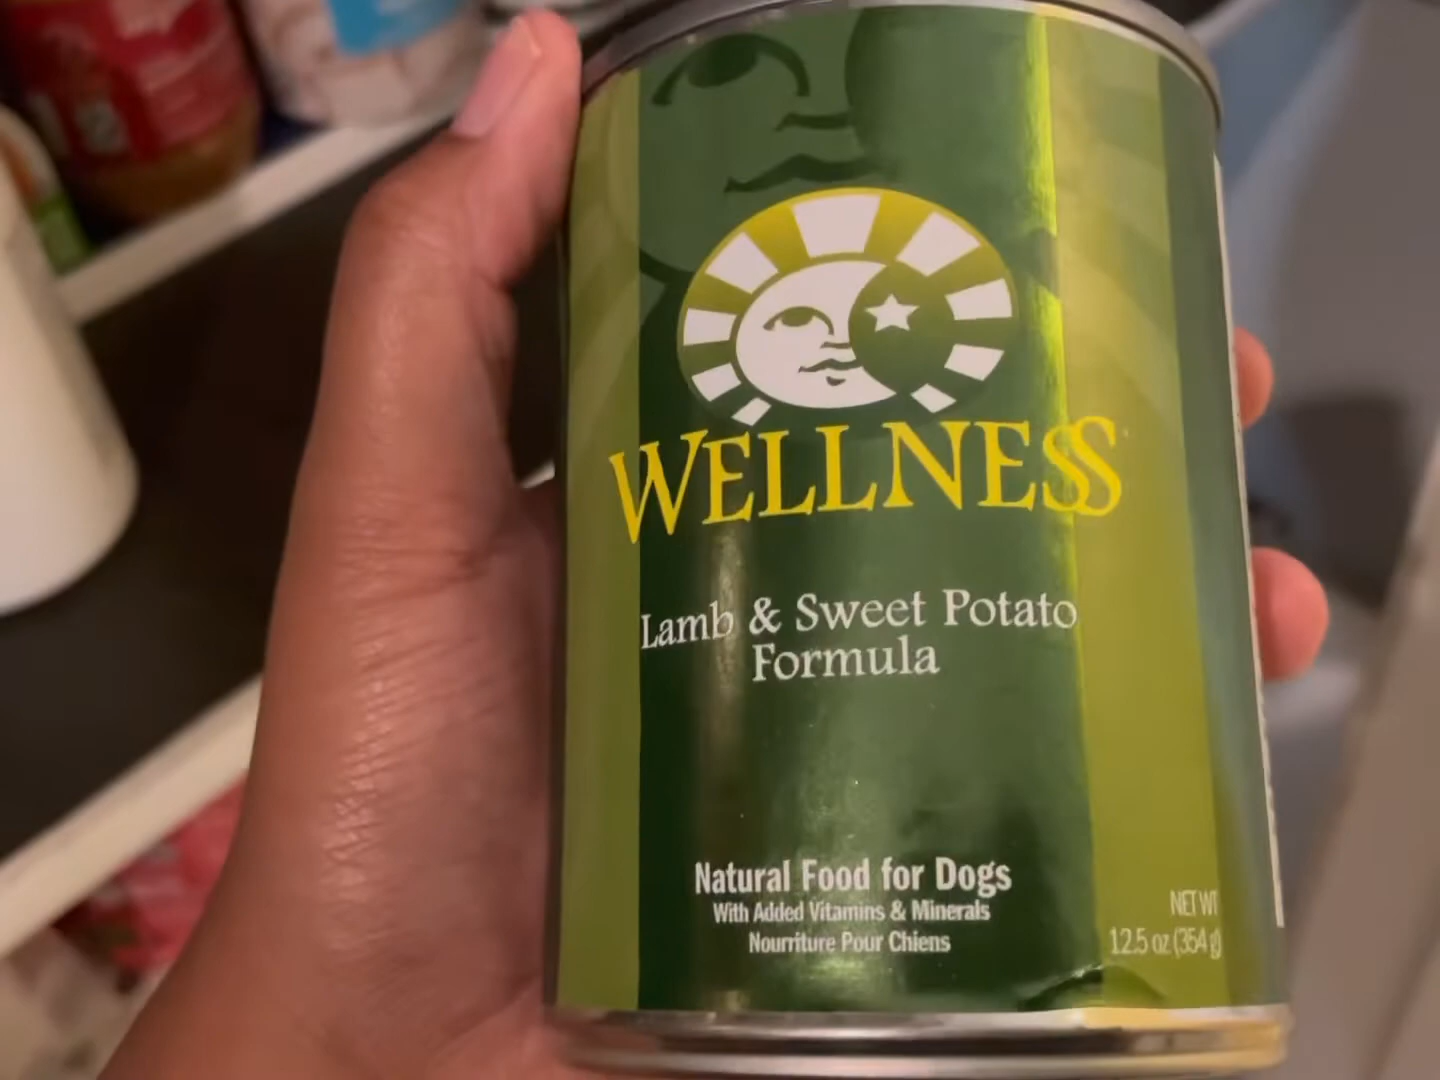 WELLNESS
Lamb & Sweet Potato
Formula
Natural Food for Dogs
With Added Vitamins & Minerals
Nourriture Pour Chiens
NET WT
12.5 oz (354 g)